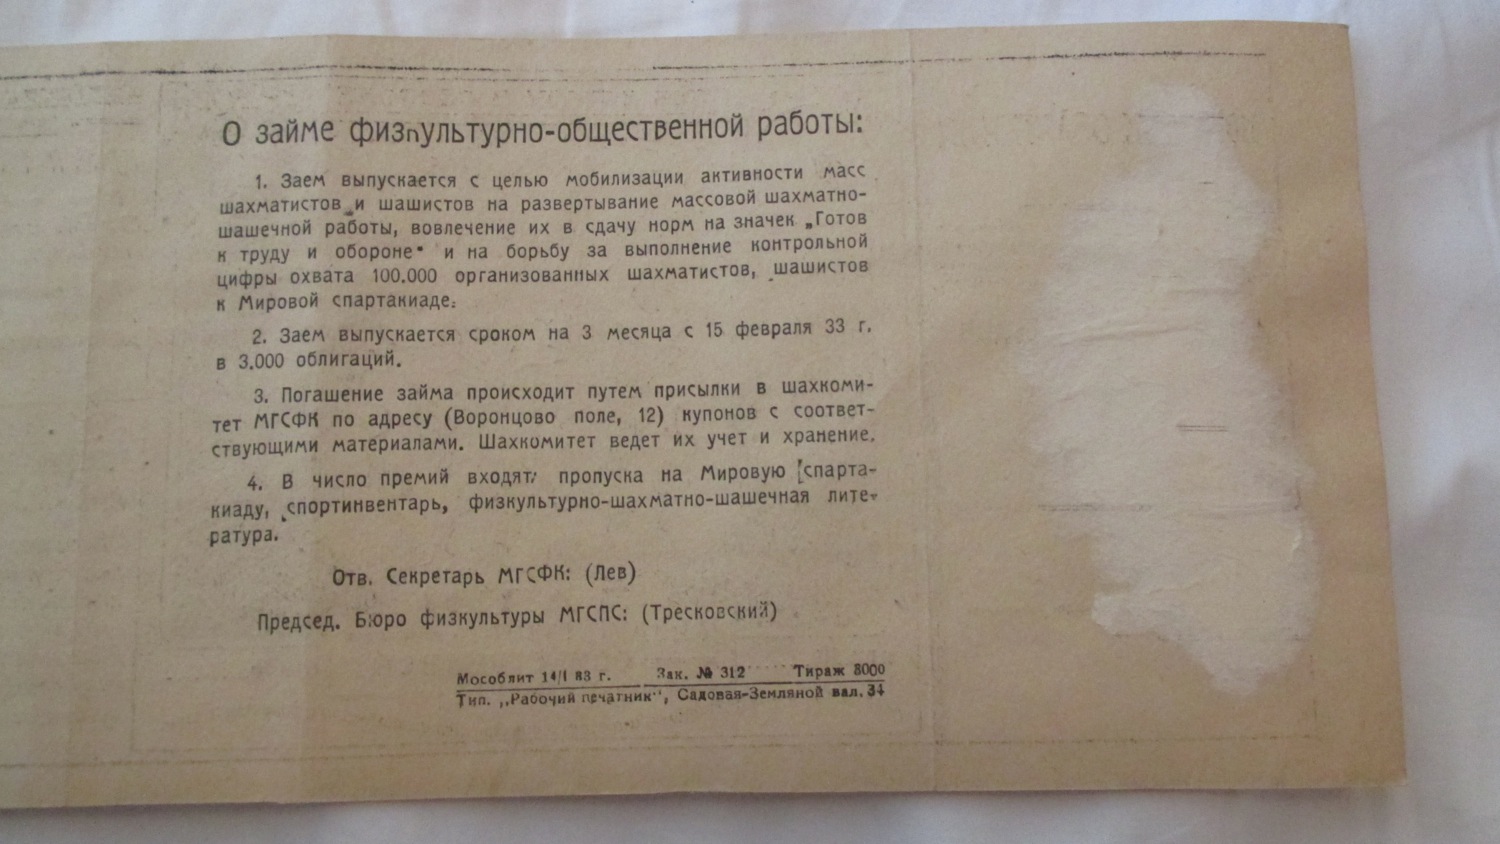 О займе физкультурно-общественной работы:
1. Заем выпускается с целью мобилизации активности масс
шахматистов и шашистов на развертывание массовой шахматно-
шашечной работы, вовлечение их в сдачу норм на значек „Готов
к труду и обороне" и на борьбу за выполнение контрольной
цифры охвата 100.000 организованных шахматистов, шашистов
к Мировой спартакиаде.
2. Заем выпускается сроком на 3 месяца с 15 февраля 33 г.
в 3.000 облигаций.
3. Погашение займа происходит путем присылки в шахкоми-
тет МГСФК по адресу (Воронцово поле, 12) купонов с соответ-
ствующими материалами. Шахкомитет ведет их учет и хранение.
4. В число премий входят пропуска на Мировую спарта-
киаду, спортинвентарь, физкультурно-шахматно-шашечная лите-
ратура.
Отв. Секретарь МГСФК: (Лев)
Председ. Бюро физкультуры МГСПС: (Тресковский)
Мособлит 14/I 33 г. Зак. № 312 Тираж 3000
Тип. „Рабочий печатник", Садовая-Земляной вал, 34